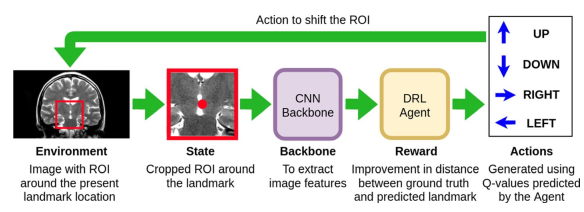 Action to shift the ROI
CNN
Backbone
DRL
Agent
UP
DOWN
RIGHT
LEFT
Environment
Image with ROI
around the present
landmark location
State
Cropped ROI around
the landmark
Backbone
To extract
image features
Reward
Improvement in distance
between ground truth
and predicted landmark
Actions
Generated using
Q-values predicted
by the Agent